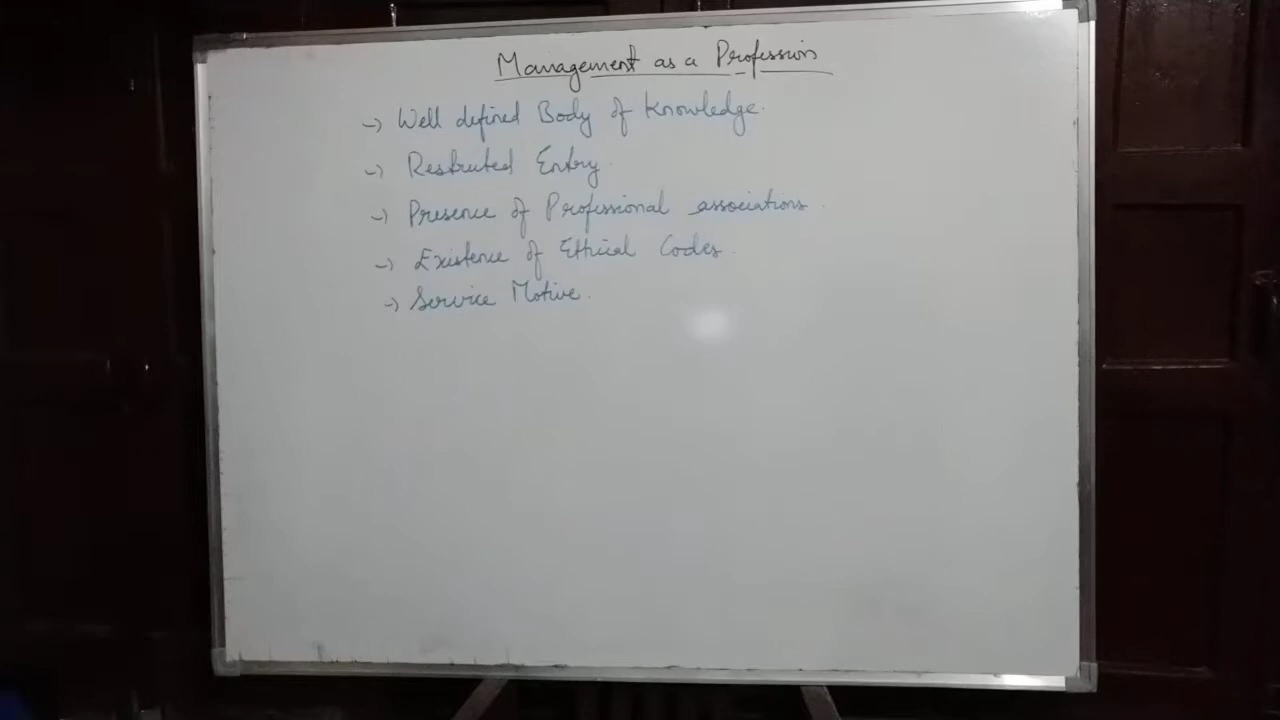 Management as a Profession
-> Well defined Body of Knowledge.
-> Restricted Entry.
-> Presence of Professional associations.
-> Existence of Ethical Codes.
-> Service Motive.